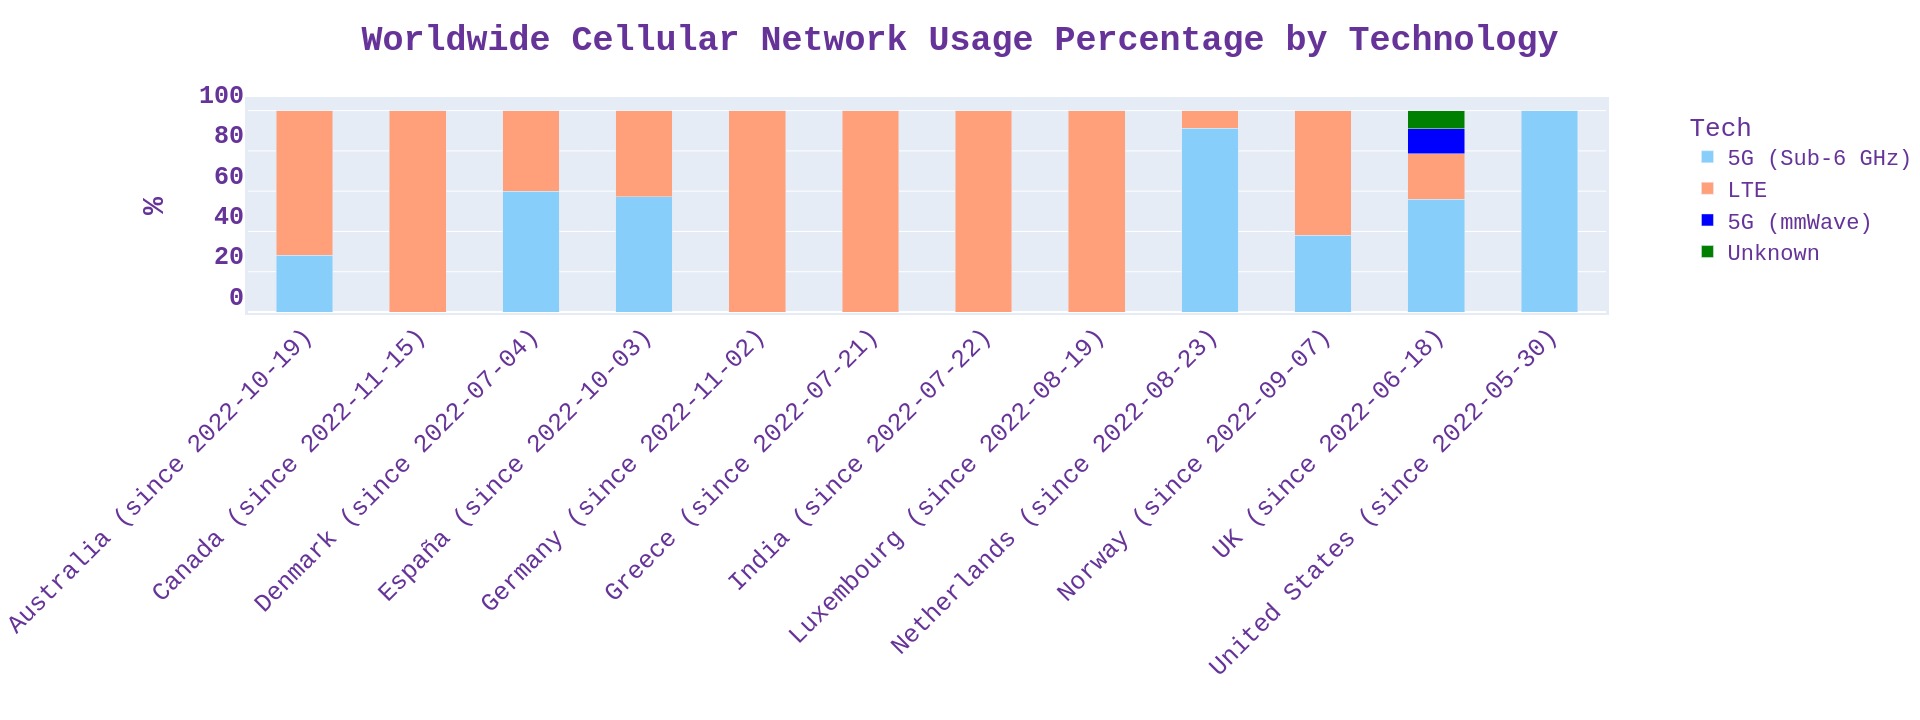 Worldwide Cellular Network Usage Percentage by Technology
100
80
60
40
20
0
%
Tech
5G (Sub-6 GHz)
LTE
5G (mmWave)
Unknown
Australia (since 2022-10-19)
Canada (since 2022-11-15)
Denmark (since 2022-07-04)
España (since 2022-10-03)
Germany (since 2022-11-02)
Greece (since 2022-07-21)
India (since 2022-07-22)
Luxembourg (since 2022-08-19)
Netherlands (since 2022-08-23)
Norway (since 2022-09-07)
UK (since 2022-06-18)
United States (since 2022-05-30)